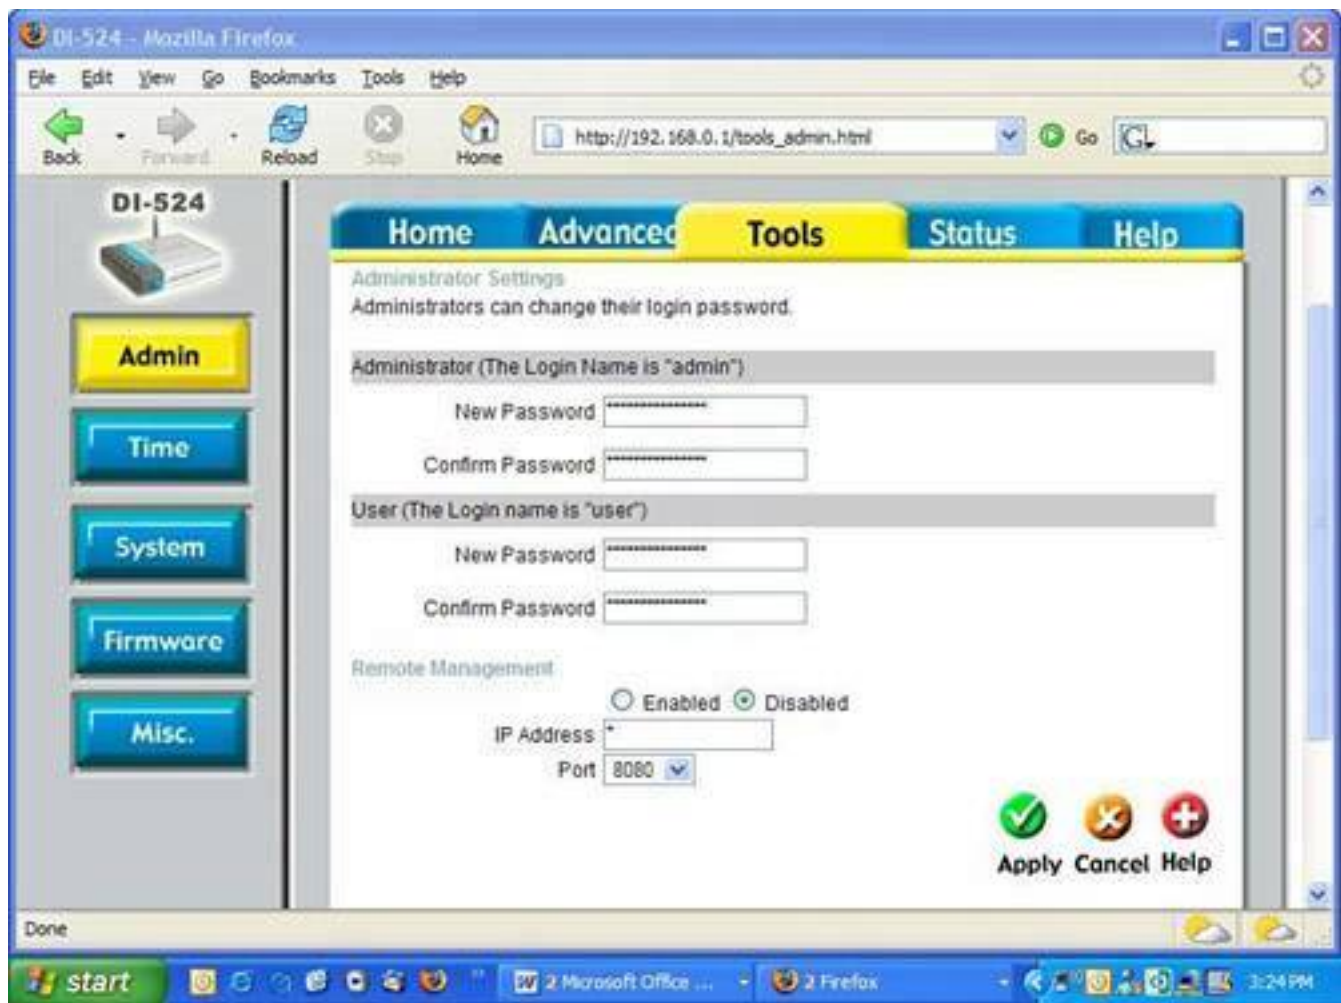 DI-524 - Mozilla Firefox
File Edit View Go Bookmarks Tools Help
Back Forward Reload Stop Home http://192.168.0.1/tools_admin.html Go G
DI-524
Home Advanced Tools Status Help
Admin
Time
System
Firmware
Misc.
Administrator Settings
Administrators can change their login password.
Administrator (The Login Name is "admin")
New Password ****************
Confirm Password ****************
User (The Login name is "user")
New Password ****************
Confirm Password ****************
Remote Management
Enabled Disabled
IP Address *
Port 8080
Apply Cancel Help
Done
start 2 Microsoft Office ... 2 Firefox 3:24 PM